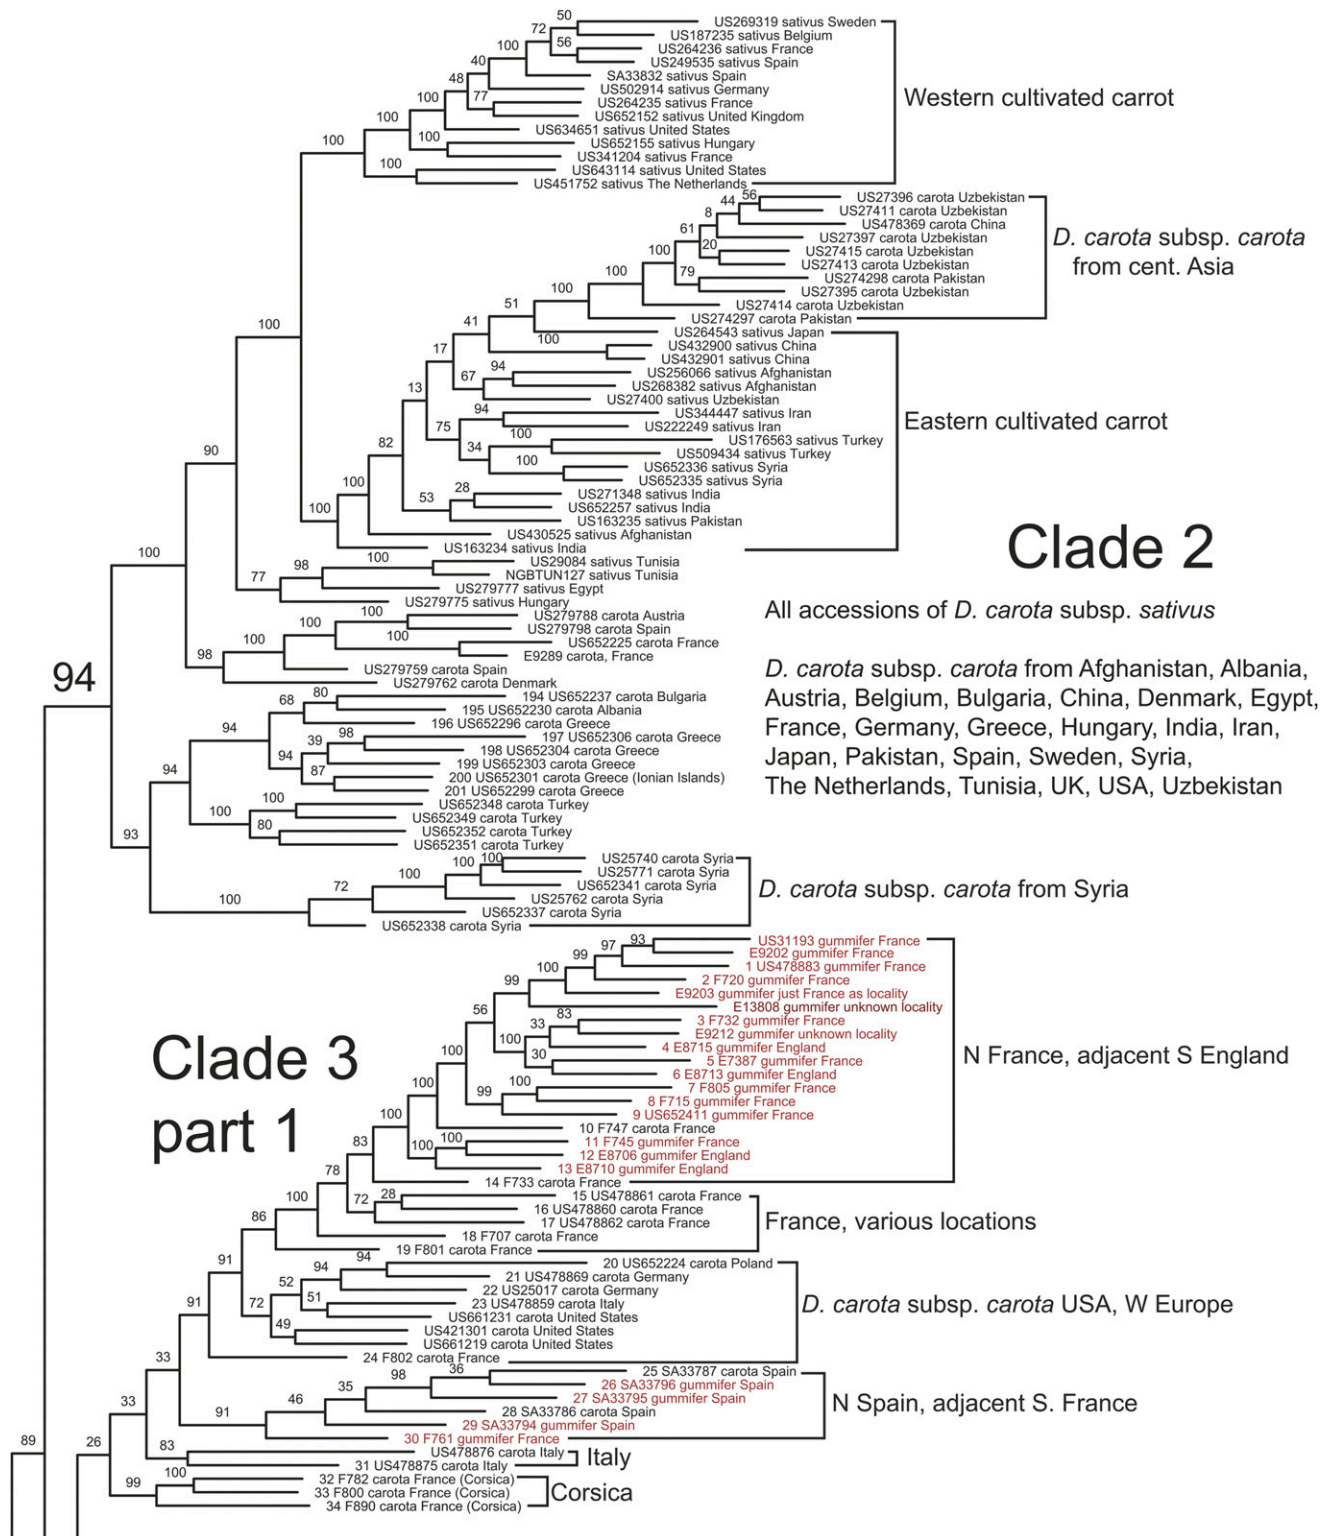 50
US269319 sativus Sweden
72
US187235 sativus Belgium
56
US264236 sativus France
100
US249535 sativus Spain
40
SA33832 sativus Spain
48
US502914 sativus Germany
77
US264235 sativus France
Western cultivated carrot
100
US652152 sativus United Kingdom
100
US634651 sativus United States
100
US652155 sativus Hungary
100
US341204 sativus France
100
US643114 sativus United States
US451752 sativus The Netherlands
56
US27396 carota Uzbekistan
44
US27411 carota Uzbekistan
8
US478369 carota China
61
US27397 carota Uzbekistan
20
US27415 carota Uzbekistan
D. carota subsp. carota
100
US27413 carota Uzbekistan
from cent. Asia
79
US274298 carota Pakistan
100
US27395 carota Uzbekistan
100
US27414 carota Uzbekistan
51
US274297 carota Pakistan
41
US264543 sativus Japan
100
100
US432900 sativus China
17
US432901 sativus China
94
US256066 sativus Afghanistan
67
US268382 sativus Afghanistan
13
US27400 sativus Uzbekistan
94
US344447 sativus Iran
75
US222249 sativus Iran
Eastern cultivated carrot
100
US176563 sativus Turkey
34
US509434 sativus Turkey
82
100
US652336 sativus Syria
90
US652335 sativus Syria
100
28
US271348 sativus India
53
US652257 sativus India
100
US163235 sativus Pakistan
US430525 sativus Afghanistan
US163234 sativus India
Clade 2
100
100
US29084 sativus Tunisia
98
NGBTUN127 sativus Tunisia
77
US279777 sativus Egypt
US279775 sativus Hungary
All accessions of D. carota subsp. sativus
100
US279788 carota Austria
100
US279798 carota Spain
100
100
US652225 carota France
98
E9289 carota, France
94
US279759 carota Spain
US279762 carota Denmark
D. carota subsp. carota from Afghanistan, Albania,
Austria, Belgium, Bulgaria, China, Denmark, Egypt,
France, Germany, Greece, Hungary, India, Iran,
Japan, Pakistan, Spain, Sweden, Syria,
The Netherlands, Tunisia, UK, USA, Uzbekistan
80
194 US652237 carota Bulgaria
68
195 US652230 carota Albania
94
196 US652296 carota Greece
98
197 US652306 carota Greece
39
198 US652304 carota Greece
94
199 US652303 carota Greece
87
200 US652301 carota Greece (Ionian Islands)
94
201 US652299 carota Greece
100
US652348 carota Turkey
100
US652349 carota Turkey
80
US652352 carota Turkey
93
US652351 carota Turkey
100
US25740 carota Syria
100
US25771 carota Syria
100
US652341 carota Syria
72
US25762 carota Syria
D. carota subsp. carota from Syria
100
US652337 carota Syria
US652338 carota Syria
93
US31193 gummifer France
97
E9202 gummifer France
99
1 US478883 gummifer France
100
2 F720 gummifer France
99
E9203 gummifer just France as locality
56
E13808 gummifer unknown locality
83
3 F732 gummifer France
33
E9212 gummifer unknown locality
100
4 E8715 gummifer England
30
5 E7387 gummifer France
N France, adjacent S England
100
6 E8713 gummifer England
Clade 3
part 1
100
7 F805 gummifer France
99
8 F715 gummifer France
100
9 US652411 gummifer France
100
10 F747 carota France
100
11 F745 gummifer France
100
12 E8706 gummifer England
83
13 E8710 gummifer England
78
14 F733 carota France
28
15 US478861 carota France
72
16 US478860 carota France
100
17 US478862 carota France
France, various locations
86
18 F707 carota France
19 F801 carota France
91
94
20 US652224 carota Poland
94
21 US478869 carota Germany
52
22 US25017 carota Germany
72
51
23 US478859 carota Italy
D. carota subsp. carota USA, W Europe
91
US661231 carota United States
49
US421301 carota United States
US661219 carota United States
33
24 F802 carota France
36
25 SA33787 carota Spain
98
26 SA33796 gummifer Spain
35
27 SA33795 gummifer Spain
46
28 SA33786 carota Spain
N Spain, adjacent S. France
33
91
29 SA33794 gummifer Spain
30 F761 gummifer France
89
26
83
US478876 carota Italy
31 US478875 carota Italy
Italy
100
32 F782 carota France (Corsica)
99
33 F800 carota France (Corsica)
34 F890 carota France (Corsica)
Corsica